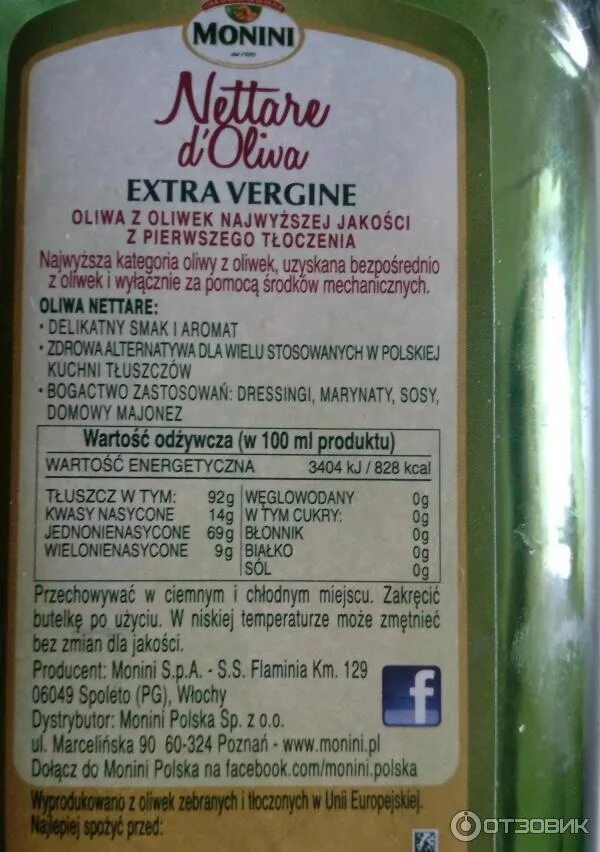 MONINI
Nettare
d'Oliva
EXTRA VERGINE
OLIWA Z OLIWEK NAJWYŻSZEJ JAKOŚCI
Z PIERWSZEGO TŁOCZENIA
Najwyższa kategoria oliwy z oliwek, uzyskana bezpośrednio
z oliwek i wyłącznie za pomocą środków mechanicznych.
OLIWA NETTARE:
• DELIKATNY SMAK I AROMAT
• ZDROWA ALTERNATYWA DLA WIELU STOSOWANYCH W POLSKIEJ
KUCHNI TŁUSZCZÓW
• BOGACTWO ZASTOSOWAŃ: DRESSINGI, MARYNATY, SOSY,
DOMOWY MAJONEZ
Wartość odżywcza (w 100 ml produktu)
WARTOŚĆ ENERGETYCZNA 3404 kJ / 828 kcal
TŁUSZCZ W TYM: 92g WĘGLOWODANY 0g
KWASY NASYCONE 14g W TYM CUKRY: 0g
JEDNONIENASYCONE 69g BŁONNIK 0g
WIELONIENASYCONE 9g BIAŁKO 0g
SÓL 0g
Przechowywać w ciemnym i chłodnym miejscu. Zakręcić
butelkę po użyciu. W niskiej temperaturze może zmętnieć
bez zmian dla jakości.
Producent: Monini S.p.A. - S.S. Flaminia Km. 129
06049 Spoleto (PG), Włochy
Dystrybutor: Monini Polska Sp. z o.o.
ul. Marcelińska 90 60-324 Poznań - www.monini.pl
Dołącz do Monini Polska na facebook.com/monini.polska
f
Wyprodukowano z oliwek zebranych i tłoczonych w Unii Europejskiej.
Najlepiej spożyć przed:
ОТЗОВИК